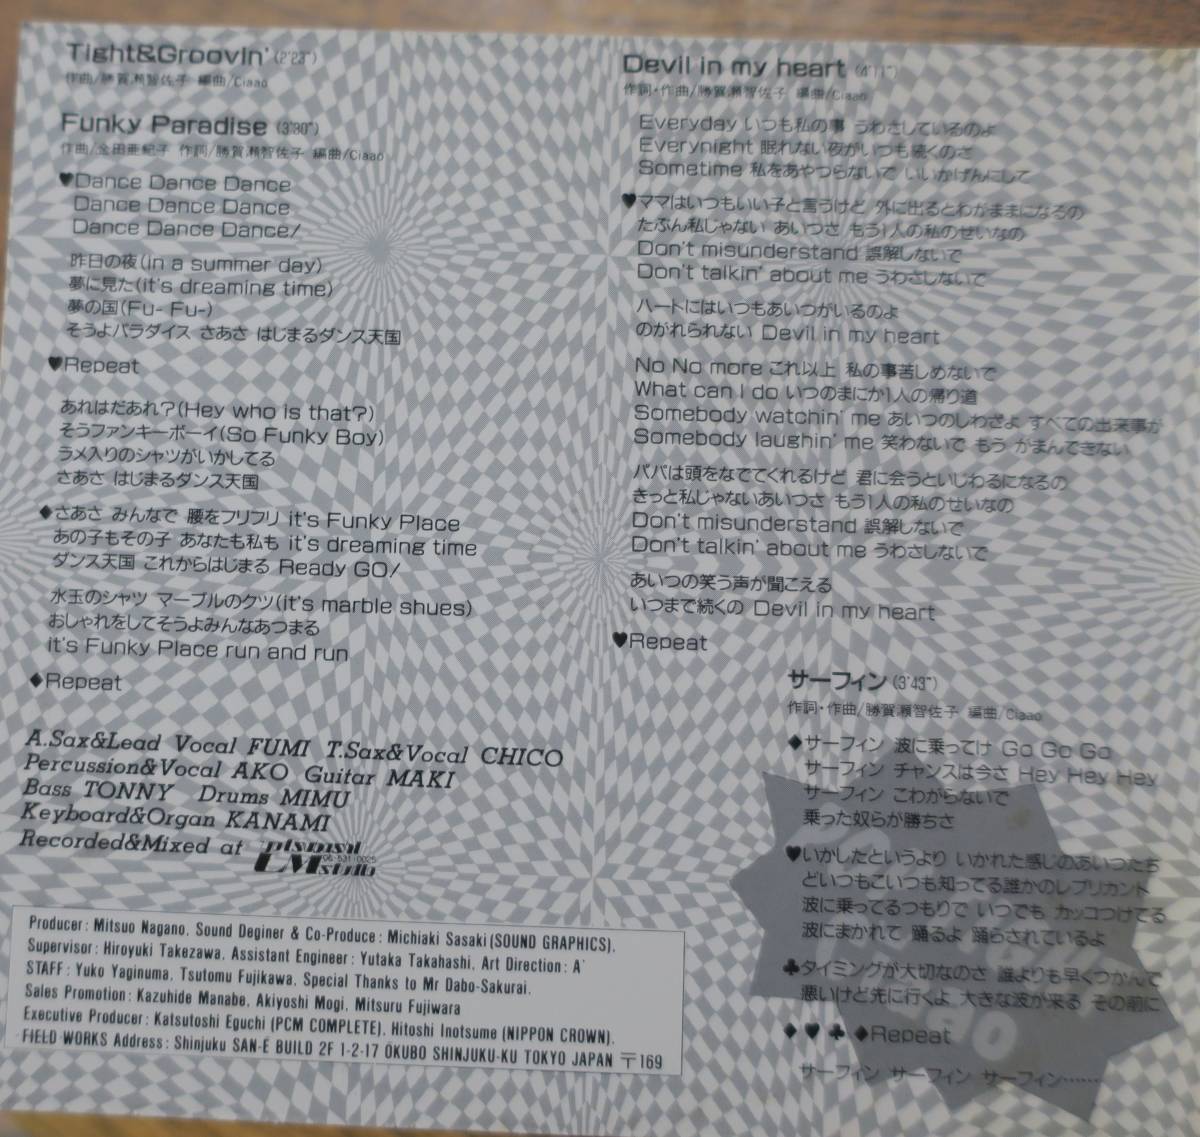 Tight&Groovin' (2'23")
作曲/勝賀瀬智佐子 編曲/Ciaao
Funky Paradise (3'30")
作曲/金田亜紀子 作詞/勝賀瀬智佐子 編曲/Ciaao
♥Dance Dance Dance
Dance Dance Dance
Dance Dance Dance!
昨日の夜(in a summer day)
夢に見た(it's dreaming time)
夢の国(Fu- Fu-)
そうよパラダイス さあさ はじまるダンス天国
♥Repeat
あれはだあれ?(Hey who is that?)
そうファンキーボーイ(So Funky Boy)
ラメ入りのシャツがいかしてる
さあさ はじまるダンス天国
◆さあさ みんなで 腰をフリフリ it's Funky Place
あの子もその子 あなたも私も it's dreaming time
ダンス天国 これからはじまる Ready GO!
水玉のシャツ マーブルのクツ(it's marble shues)
おしゃれをしてそうよみんなあつまる
it's Funky Place run and run
◆Repeat
A.Sax&Lead Vocal FUMI T.Sax&Vocal CHICO
Percussion&Vocal AKO Guitar MAKI
Bass TONNY Drums MIMU
Keyboard&Organ KANAMI
Recorded&Mixed at
LM studio
06-531-0025
Producer: Mitsuo Nagano, Sound Deginer & Co-Produce: Michiaki Sasaki(SOUND GRAPHICS),
Supervisor: Hiroyuki Takezawa, Assistant Engineer: Yutaka Takahashi, Art Direction: A'
STAFF: Yuko Yaginuma, Tsutomu Fujikawa, Special Thanks to Mr Dabo-Sakurai.
Sales Promotion: Kazuhide Manabe, Akiyoshi Mogi, Mitsuru Fujiwara
Executive Producer: Katsutoshi Eguchi (PCM COMPLETE), Hitoshi Inotsume (NIPPON CROWN).
FIELD WORKS Address: Shinjuku SAN-E BUILD 2F 1-2-17 OKUBO SHINJUKU-KU TOKYO JAPAN 〒169
Devil in my heart (4'11")
作詞・作曲/勝賀瀬智佐子 編曲/Ciaao
Everyday いつも私の事 うわさしているのよ
Everynight 眠れない夜がいつも続くのさ
Sometime 私をあやつらないで いいかげんにして
♥ママはいつもいい子と言うけど 外に出るとわがままになるの
たぶん私じゃない あいつさ もう1人の私のせいなの
Don't misunderstand 誤解しないで
Don't talkin' about me うわさしないで
ハートにはいつもあいつがいるのよ
のがれられない Devil in my heart
No No more これ以上 私の事苦しめないで
What can I do いつのまにか1人の帰り道
Somebody watchin' me あいつのしわざよ すべての出来事が
Somebody laughin' me 笑わないで もう がまんできない
パパは頭をなでてくれるけど 君に会うといじわるになるの
きっと私じゃないあいつさ もう1人の私のせいなの
Don't misunderstand 誤解しないで
Don't talkin' about me うわさしないで
あいつの笑う声が聞こえる
いつまで続くの Devil in my heart
♥Repeat
サーフィン (3'43")
作詞・作曲/勝賀瀬智佐子 編曲/Ciaao
◆サーフィン 波に乗ってけ Go Go Go
サーフィン チャンスは今さ Hey Hey Hey
サーフィン こわがらないで
乗った奴らが勝ちさ
♥いかしたというより いかれた感じのあいつたち
どいつもこいつも知ってる誰かのレプリカント
波に乗ってるつもりで いつでも カッコつけてる
波にまかれて 踊るよ 踊らされているよ
♣タイミングが大切なのさ 誰よりも早くつかんで
悪いけど先に行くよ 大きな波が来る その前に
◆ ♥ ♣ ◆Repeat
サーフィン サーフィン サーフィン……